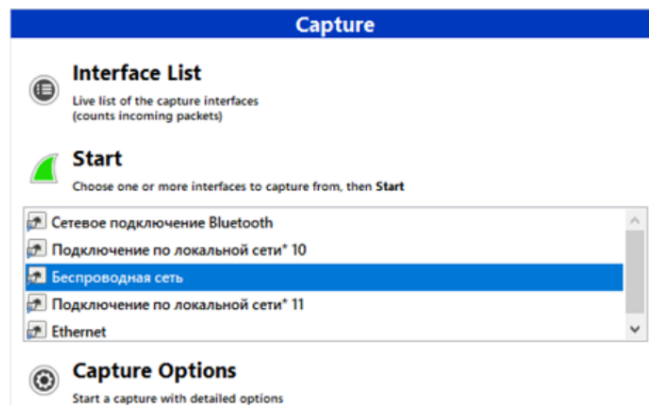 Capture
Interface List
Live list of the capture interfaces
(counts incoming packets)
Start
Choose one or more interfaces to capture from, then Start
Сетевое подключение Bluetooth
Подключение по локальной сети* 10
Беспроводная сеть
Подключение по локальной сети* 11
Ethernet
Capture Options
Start a capture with detailed options